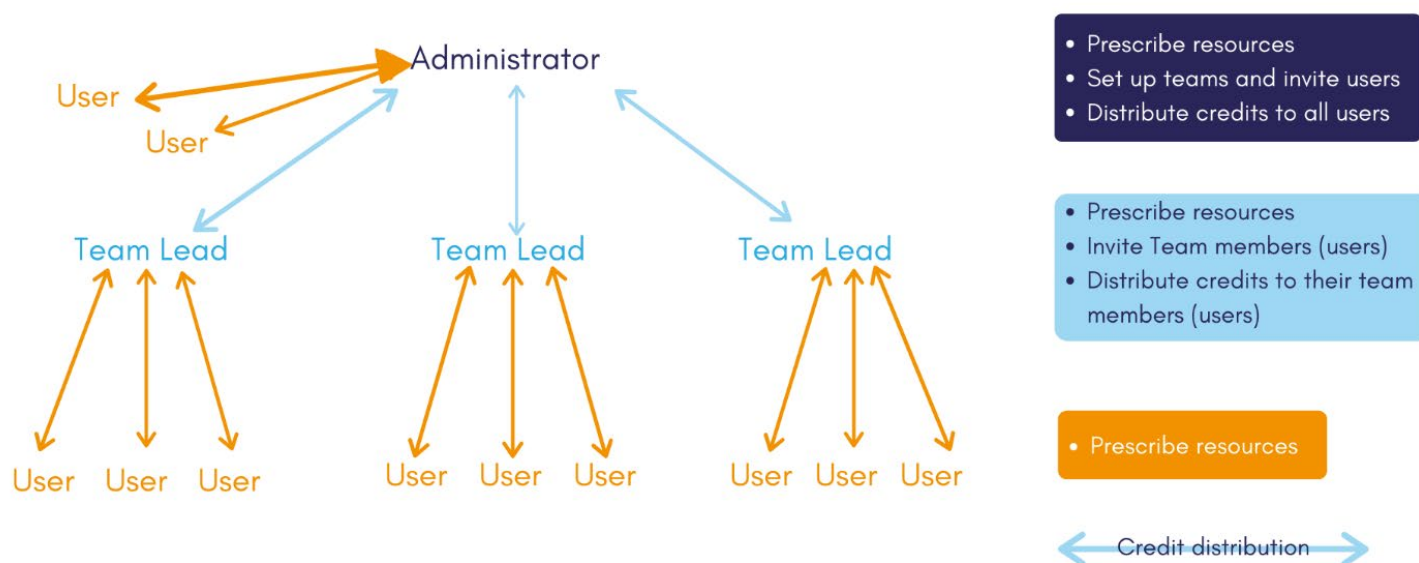 Administrator
User
User
Team Lead
Team Lead
Team Lead
User
User
User
User
User
User
User
User
User
• Prescribe resources
• Set up teams and invite users
• Distribute credits to all users
• Prescribe resources
• Invite Team members (users)
• Distribute credits to their team
members (users)
• Prescribe resources
Credit distribution